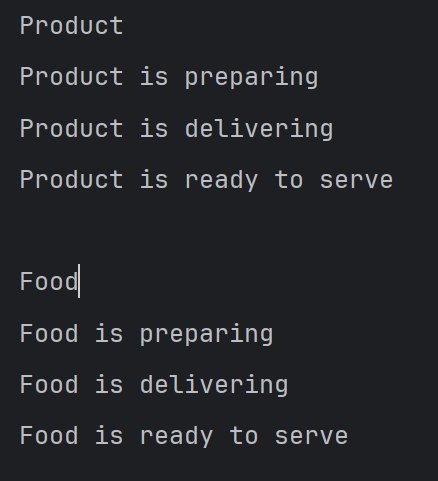 Product
Product is preparing
Product is delivering
Product is ready to serve
Food
Food is preparing
Food is delivering
Food is ready to serve